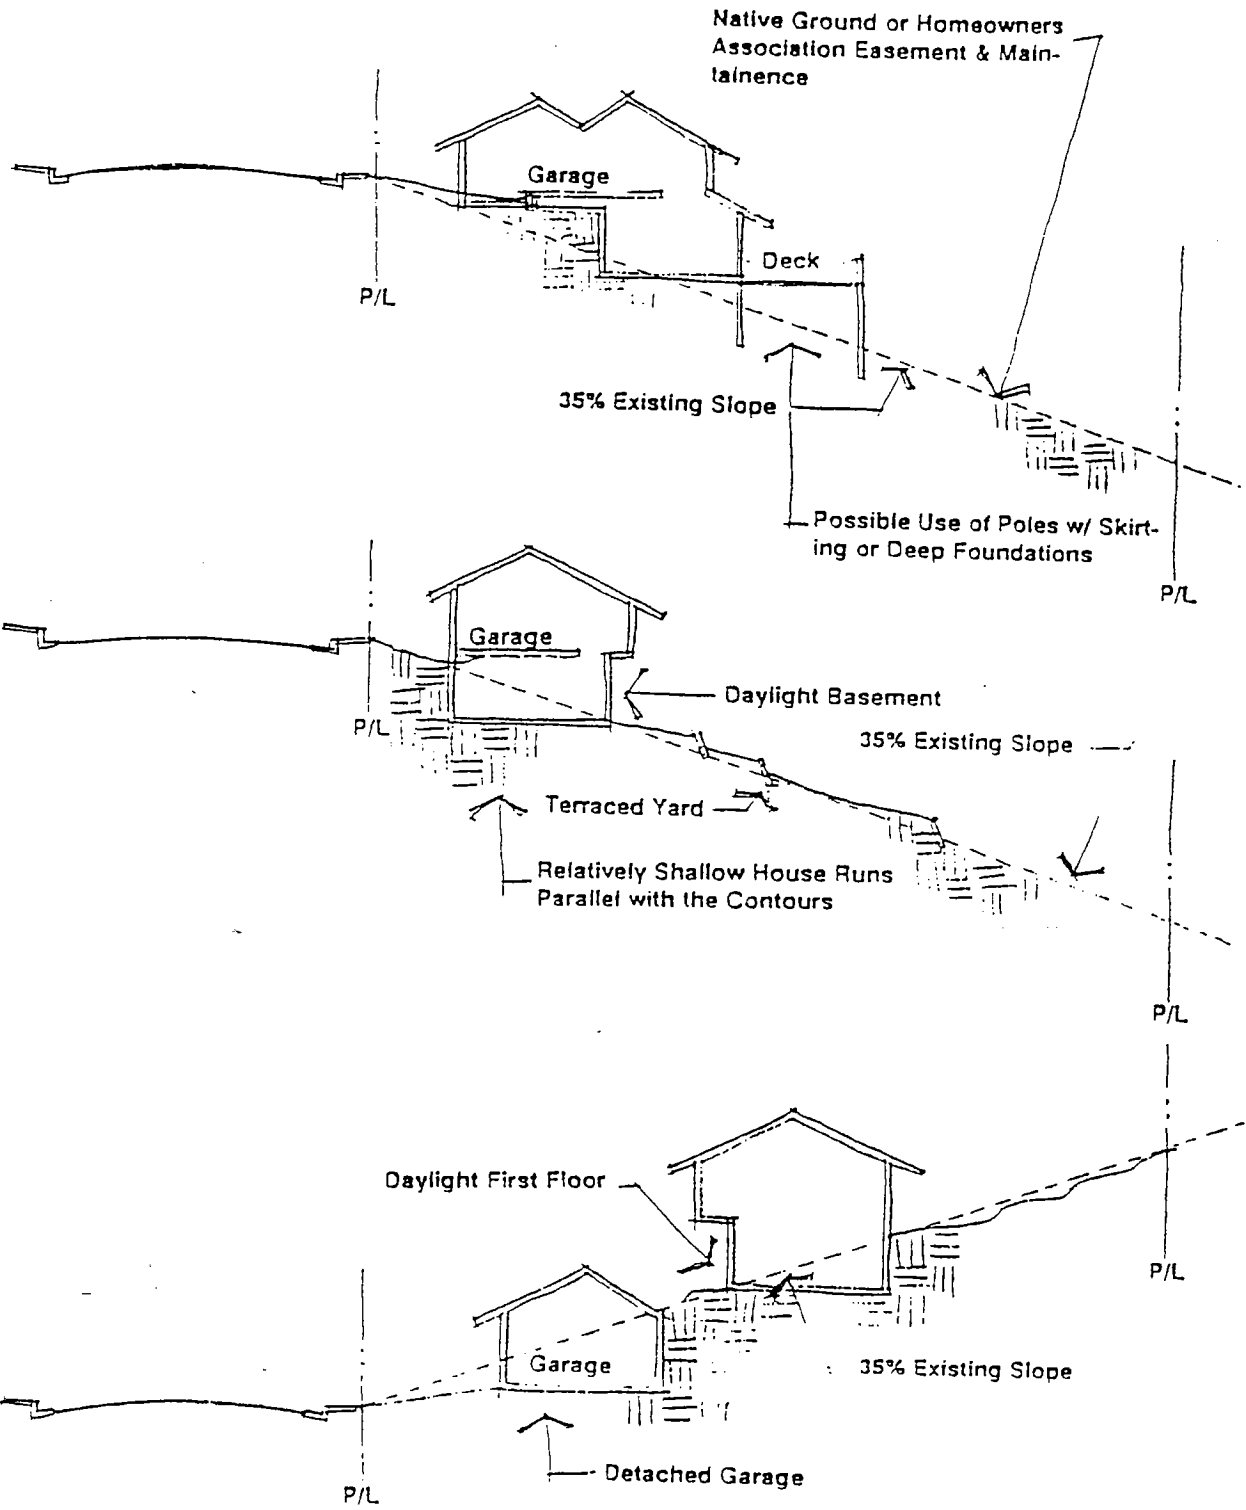 Native Ground or Homeowners
Association Easement & Main-
tainence
Garage
Deck
P/L
35% Existing Slope
Possible Use of Poles w/ Skirt-
ing or Deep Foundations
P/L
Garage
Daylight Basement
P/L
35% Existing Slope
Terraced Yard
Relatively Shallow House Runs
Parallel with the Contours
P/L
Daylight First Floor
P/L
Garage
35% Existing Slope
Detached Garage
P/L